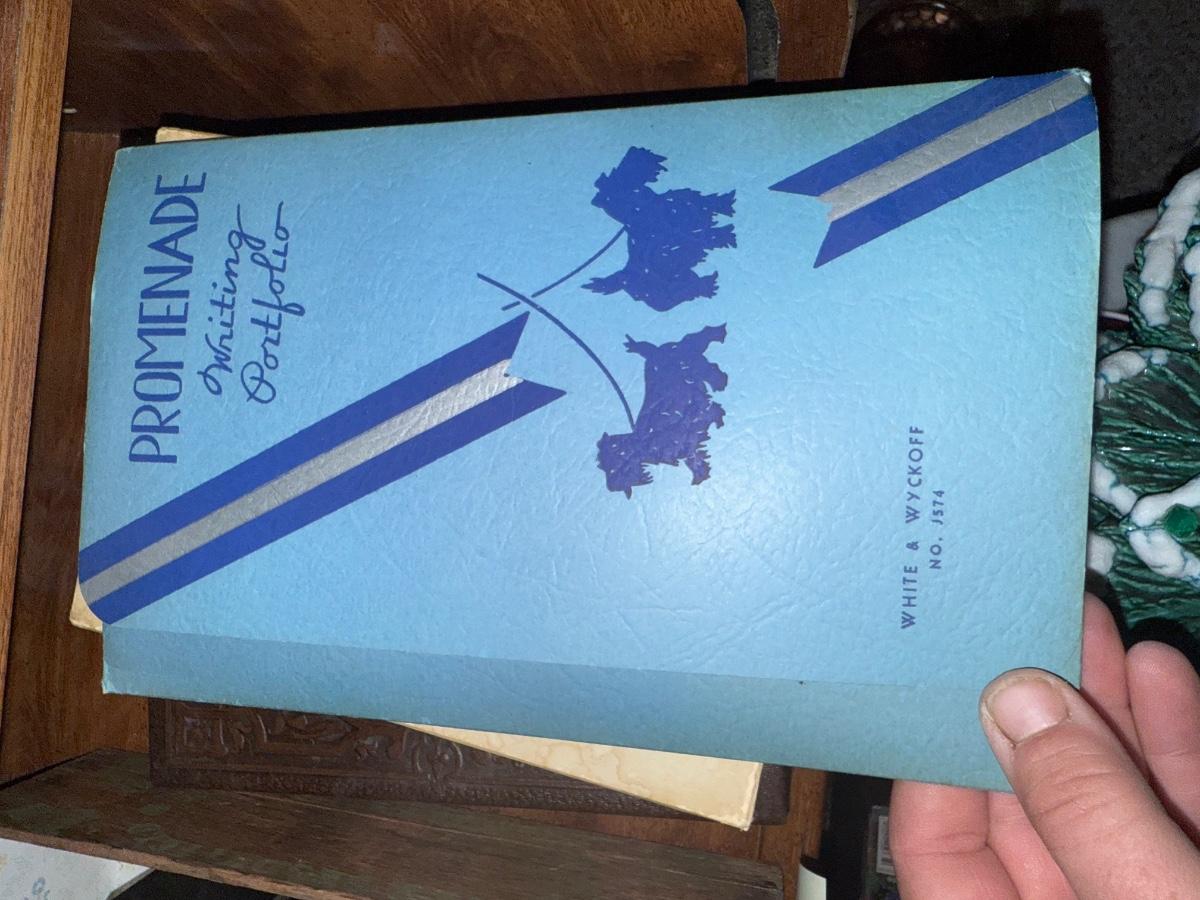 PROMENADE
Writing
Portfolio
WHITE & WYCKOFF
NO. J574